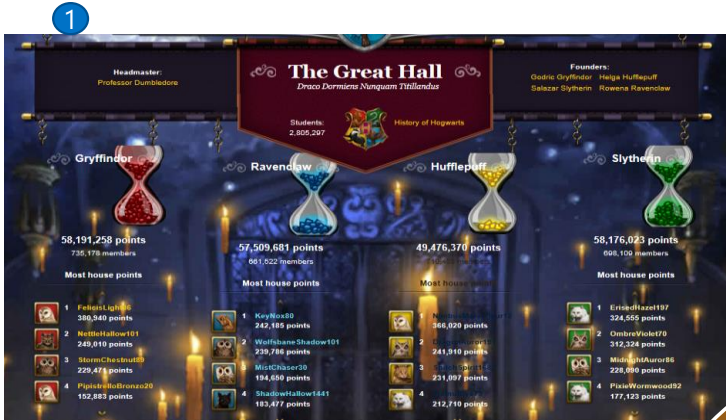 1
Headmaster:
Professor Dumbledore
The Great Hall
Draco Dormiens Nunquam Titillandus
Students:
2,805,297
History of Hogwarts
Founders:
Godric Gryffindor Helga Hufflepuff
Salazar Slytherin Rowena Ravenclaw
Gryffindor
58,191,258 points
735,176 members
Most house points
1 FelisisLight86
380,940 points
2 NettleHallow101
249,010 points
3 StormChestnut89
229,471 points
4 PipistrelloBronzo20
152,883 points
Ravenclaw
57,509,681 points
661,522 members
Most house points
1 KeyNox80
242,185 points
2 WolfsbaneShadow101
239,786 points
3 MistChaser30
194,650 points
4 ShadowHallow1441
183,477 points
Hufflepuff
49,476,370 points
Most house points
1
366,020 points
2
241,910 points
3
231,097 points
4
212,710 points
Slytherin
58,176,023 points
698,109 members
Most house points
1 ErisedHazel197
324,555 points
2 OmbreViolet70
312,324 points
3 MidnightAuror86
228,090 points
4 PixieWormwood92
177,123 points